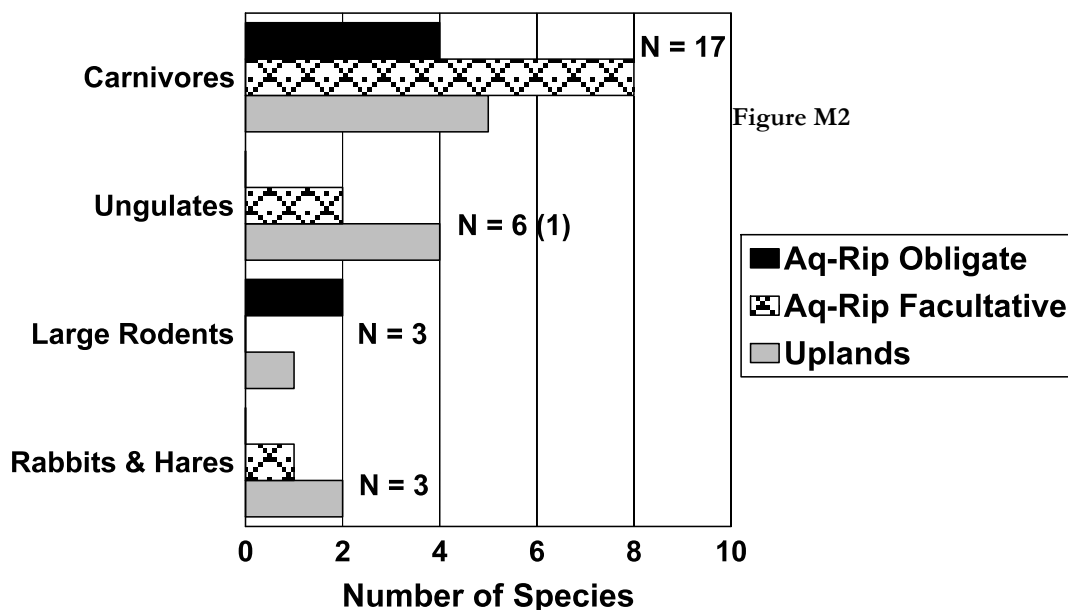 Carnivores
N = 17
Figure M2
Ungulates
N = 6 (1)
Large Rodents
N = 3
Rabbits & Hares
N = 3
Aq-Rip Obligate
Aq-Rip Facultative
Uplands
0 2 4 6 8 10
Number of Species